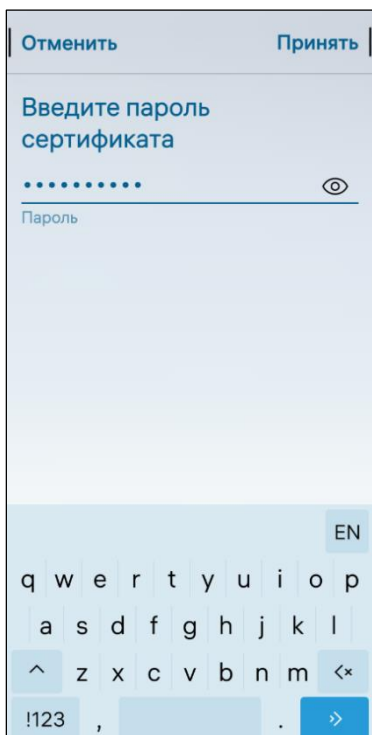 Отменить Принять
Введите пароль
сертификата
••••••••••
Пароль
EN
q w e r t y u i o p
a s d f g h j k l
z x c v b n m
!123 , .